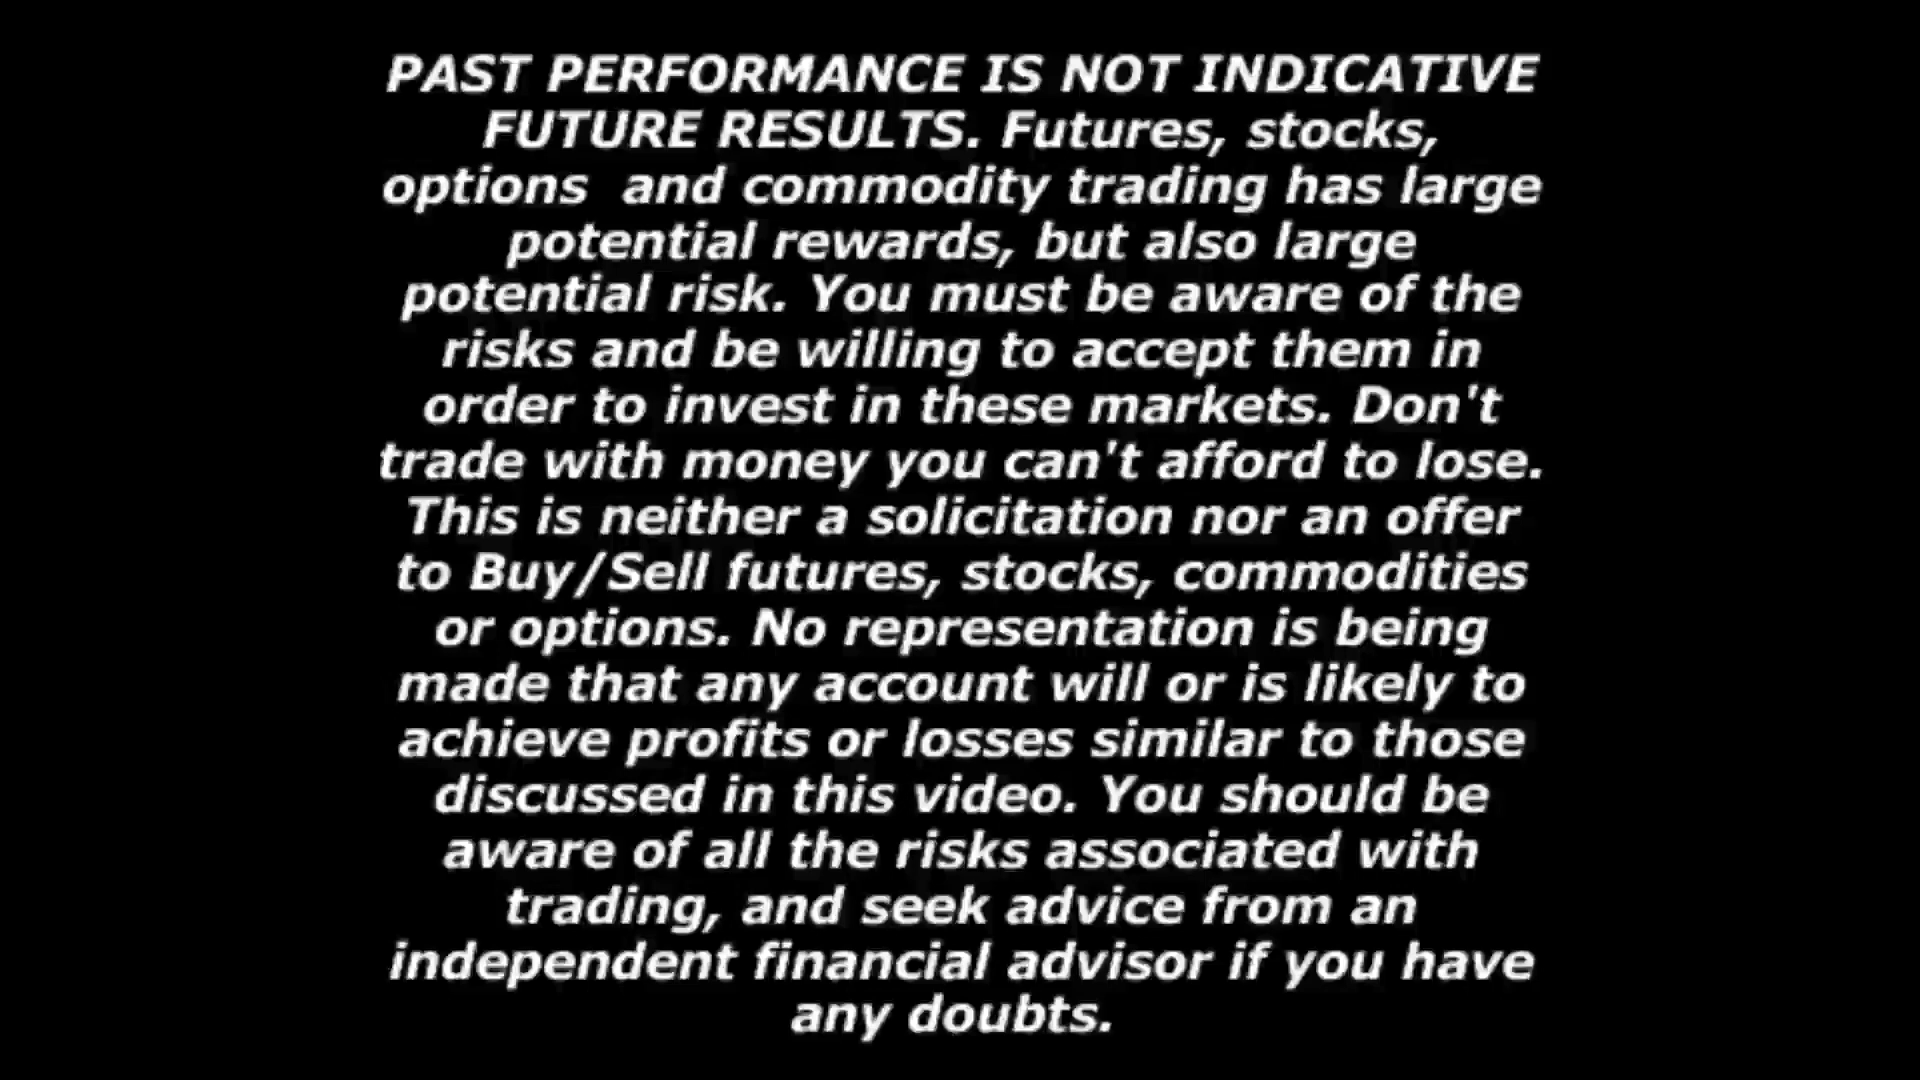 PAST PERFORMANCE IS NOT INDICATIVE
FUTURE RESULTS. Futures, stocks,
options  and commodity trading has large
potential rewards, but also large
potential risk. You must be aware of the
risks and be willing to accept them in
order to invest in these markets. Don't
trade with money you can't afford to lose.
This is neither a solicitation nor an offer
to Buy/Sell futures, stocks, commodities
or options. No representation is being
made that any account will or is likely to
achieve profits or losses similar to those
discussed in this video. You should be
aware of all the risks associated with
trading, and seek advice from an
independent financial advisor if you have
any doubts.